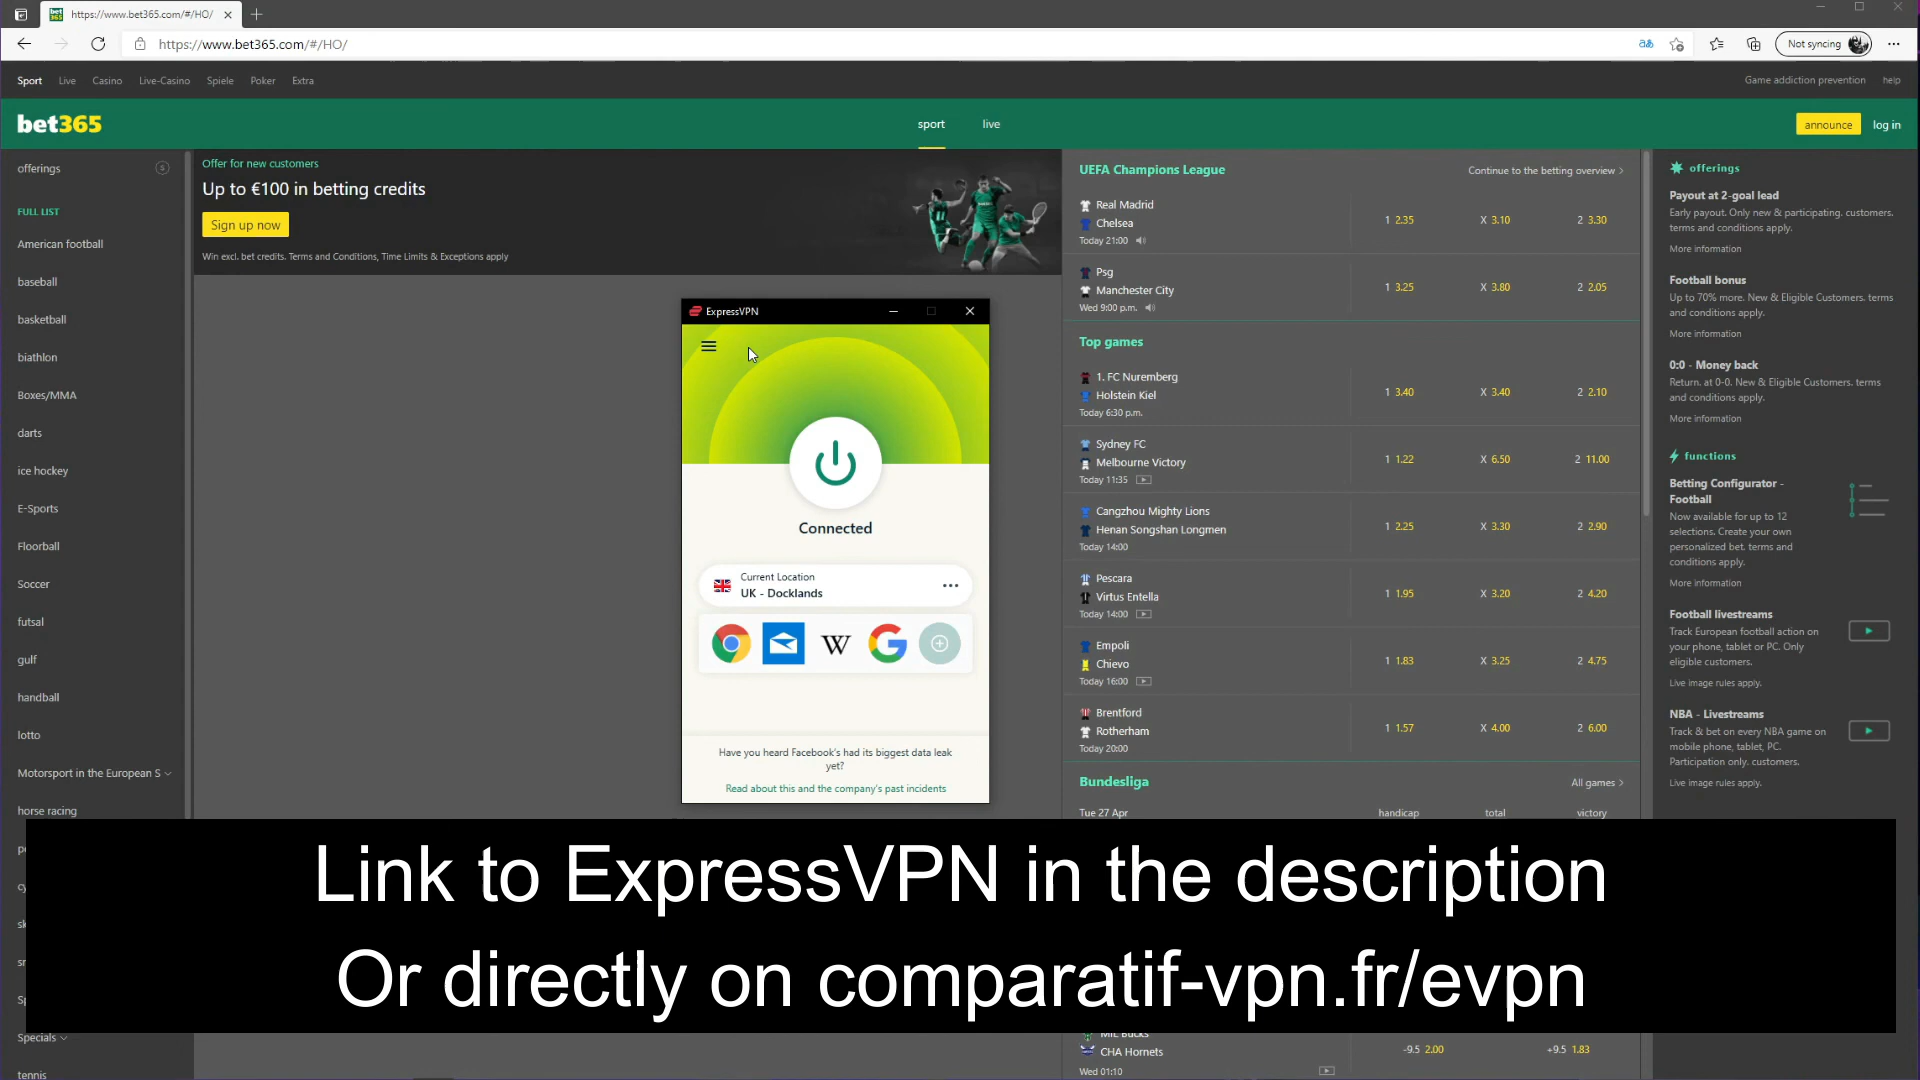 https://www.bet365.com/#/HO/
https://www.bet365.com/#/HO/
Not syncing
Sport
Live
Casino
Live-Casino
Spiele
Poker
Extra
Game addiction prevention
help
bet365
sport
live
announce
log in
offerings
FULL LIST
American football
baseball
basketball
biathlon
Boxes/MMA
darts
ice hockey
E-Sports
Floorball
Soccer
futsal
gulf
handball
lotto
Motorsport in the European S
horse racing
Specials
tennis
Offer for new customers
Up to €100 in betting credits
Sign up now
Win excl. bet credits. Terms and Conditions, Time Limits & Exceptions apply
ExpressVPN
Connected
Current Location
UK - Docklands
Have you heard Facebook's had its biggest data leak
yet?
Read about this and the company's past incidents
UEFA Champions League
Continue to the betting overview
Real Madrid
Chelsea
Today 21:00
1 2.35
X 3.10
2 3.30
Psg
Manchester City
Wed 9:00 p.m.
1 3.25
X 3.80
2 2.05
Top games
1. FC Nuremberg
Holstein Kiel
Today 6:30 p.m.
1 3.40
X 3.40
2 2.10
Sydney FC
Melbourne Victory
Today 11:35
1 1.22
X 6.50
2 11.00
Cangzhou Mighty Lions
Henan Songshan Longmen
Today 14:00
1 2.25
X 3.30
2 2.90
Pescara
Virtus Entella
Today 14:00
1 1.95
X 3.20
2 4.20
Empoli
Chievo
Today 16:00
1 1.83
X 3.25
2 4.75
Brentford
Rotherham
Today 20:00
1 1.57
X 4.00
2 6.00
Bundesliga
All games
Tue 27 Apr
handicap
total
victory
CHA Hornets
Wed 01:10
-9.5 2.00
+9.5 1.83
offerings
Payout at 2-goal lead
Early payout. Only new & participating. customers.
terms and conditions apply.
More information
Football bonus
Up to 70% more. New & Eligible Customers. terms
and conditions apply.
More information
0:0 - Money back
Return. at 0-0. New & Eligible Customers. terms
and conditions apply.
More information
functions
Betting Configurator -
Football
Now available for up to 12
selections. Create your own
personalized bet. terms and
conditions apply.
More information
Football livestreams
Track European football action on
your phone, tablet or PC. Only
eligible customers.
Live image rules apply.
NBA - Livestreams
Track & bet on every NBA game on
mobile phone, tablet, PC.
Participation only. customers.
Live image rules apply.
Link to ExpressVPN in the description
Or directly on comparatif-vpn.fr/evpn